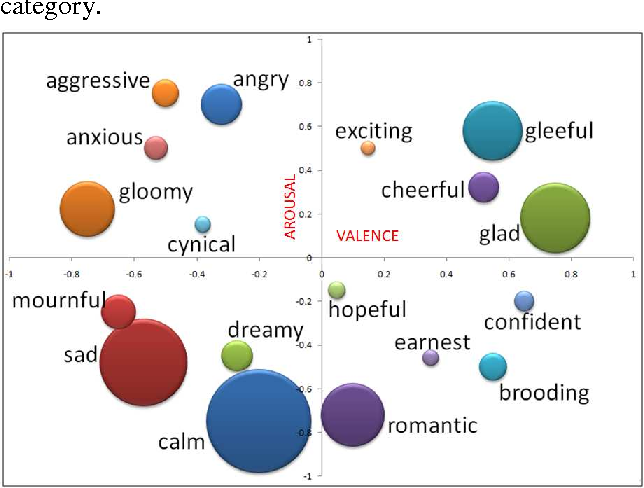 category.
1
aggressive
angry
0.8
anxious
0.6
exciting
gleeful
gloomy
0.4
cheerful
AROUSAL
cynical
0.2
VALENCE
glad
-1 -0.8 -0.6 -0.4 -0.2 0 0.2 0.4 0.6 0.8 1
mournful
-0.2
hopeful
confident
sad
dreamy
-0.4
earnest
-0.6
brooding
calm
-0.8
romantic
-1